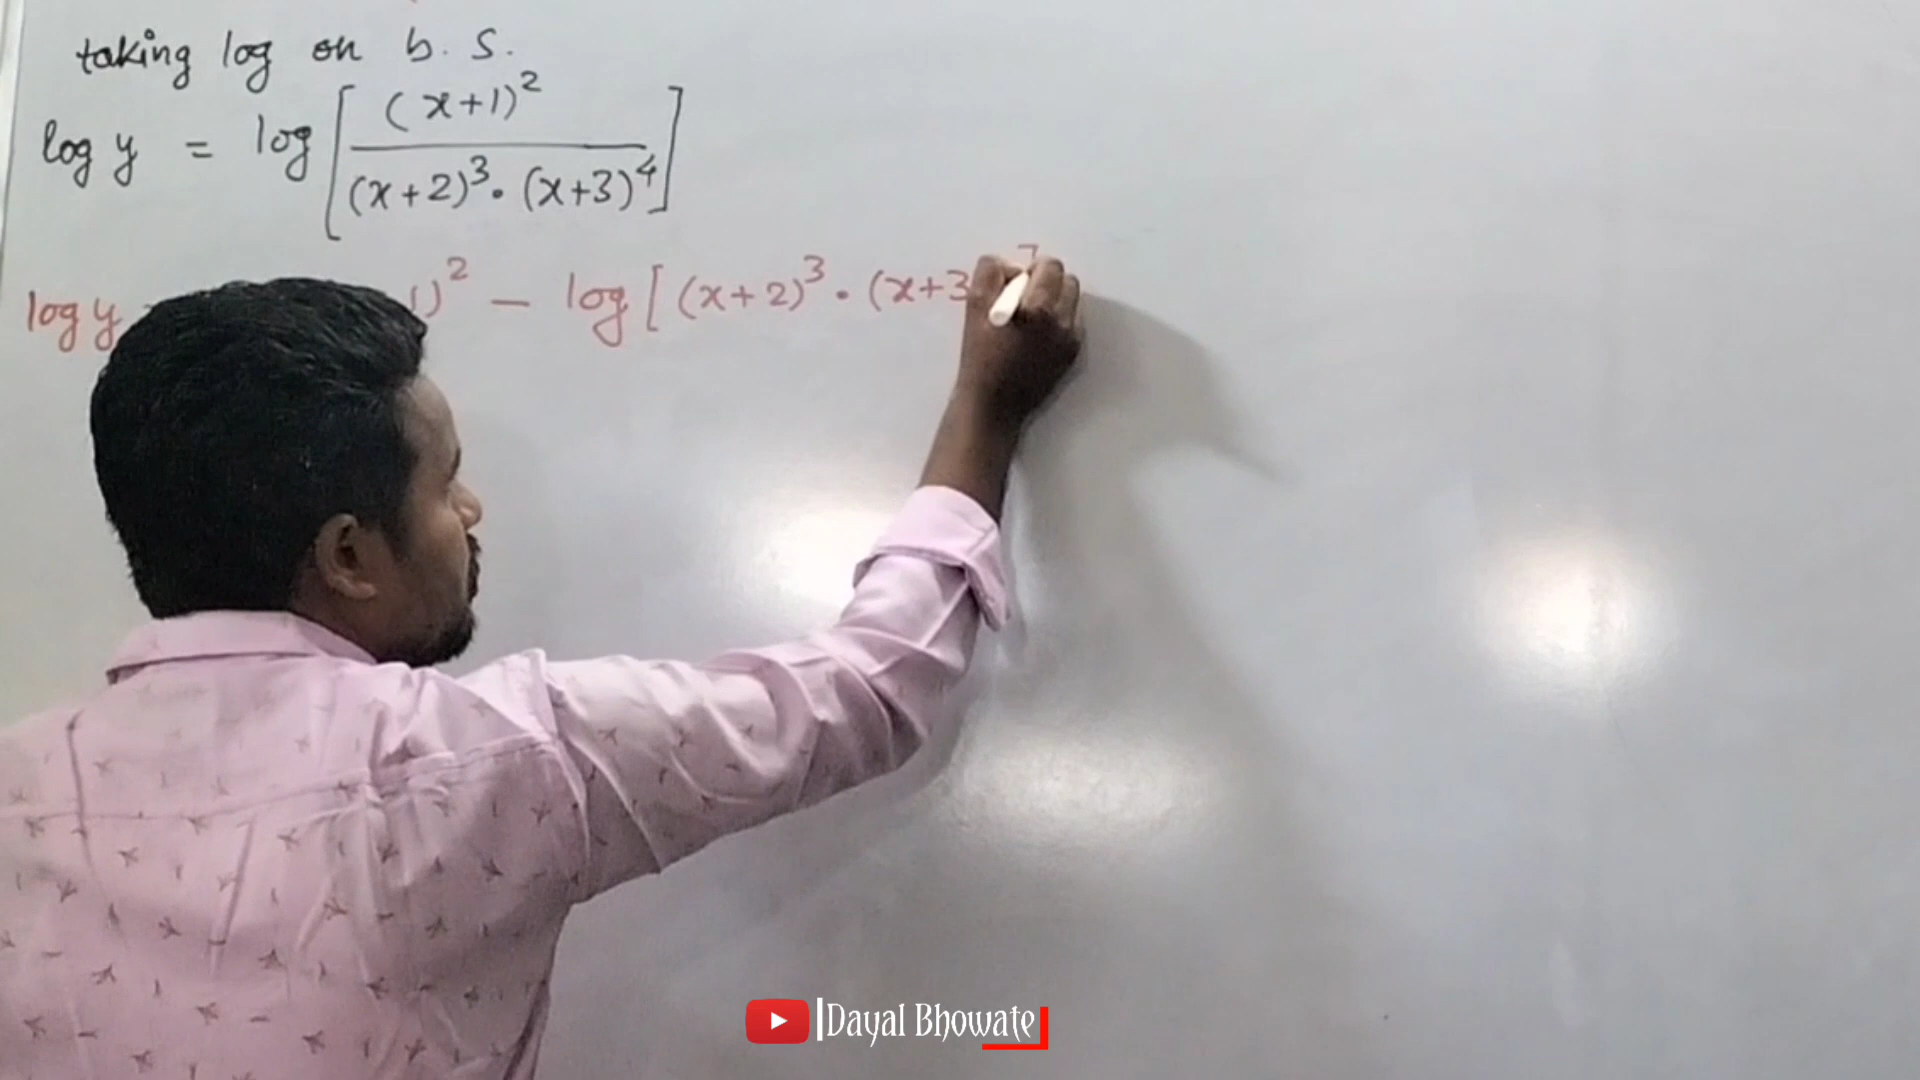 taking log on b. S.
log y = log [ (x+1)² / (x+2)³ · (x+3)⁴ ]
log y 1)² – log [ (x+2)³ · (x+3 ]
Dayal Bhowate